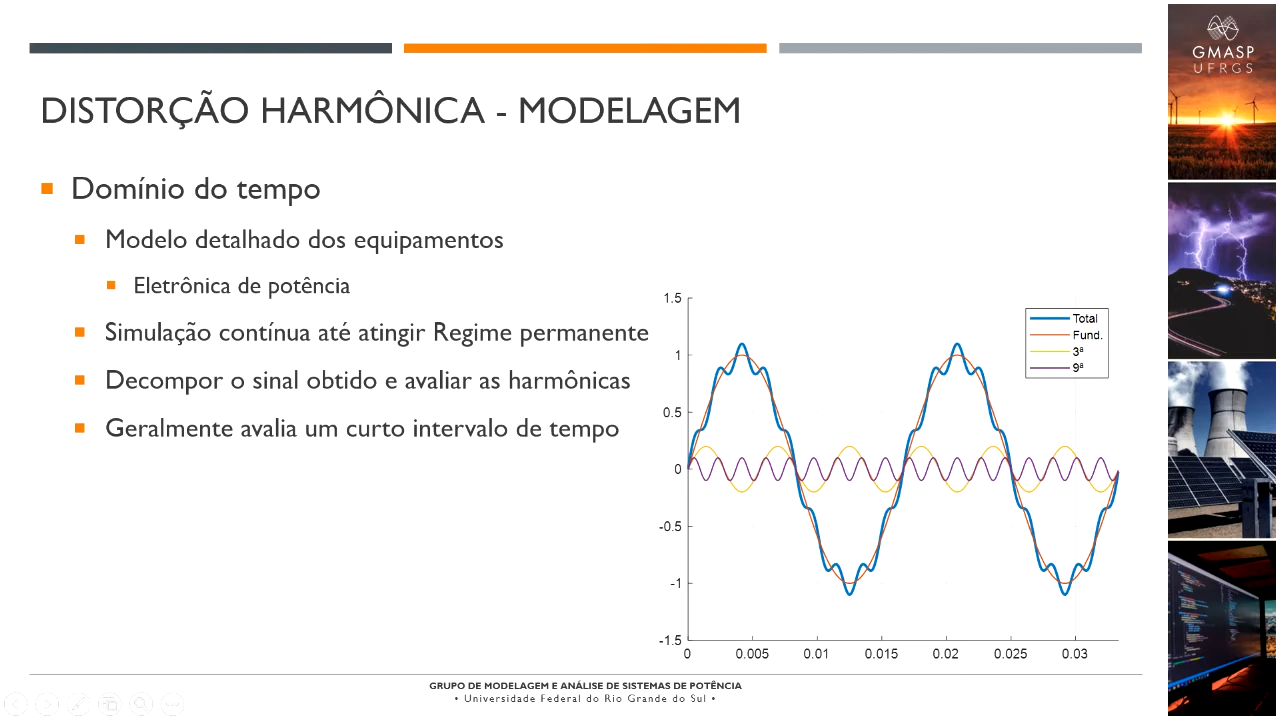 GMASP
UFRGS
DISTORÇÃO HARMÔNICA - MODELAGEM
Domínio do tempo
Modelo detalhado dos equipamentos
Eletrônica de potência
Simulação contínua até atingir Regime permanente
Decompor o sinal obtido e avaliar as harmônicas
Geralmente avalia um curto intervalo de tempo
1.5
1
0.5
0
-0.5
-1
-1.5
0 0.005 0.01 0.015 0.02 0.025 0.03
Total
Fund.
3ª
9ª
GRUPO DE MODELAGEM E ANÁLISE DE SISTEMAS DE POTÊNCIA
• Universidade Federal do Rio Grande do Sul •